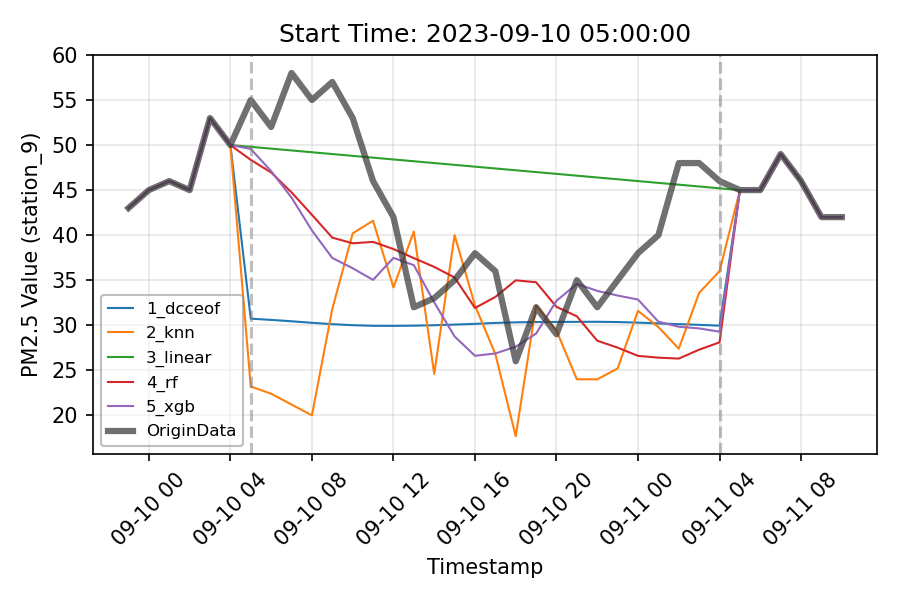 Start Time: 2023-09-10 05:00:00
PM2.5 Value (station_9)
60
55
50
45
40
35
30
25
20
1_dcceof
2_knn
3_linear
4_rf
5_xgb
OriginData
09-10 00
09-10 04
09-10 08
09-10 12
09-10 16
09-10 20
09-11 00
09-11 04
09-11 08
Timestamp